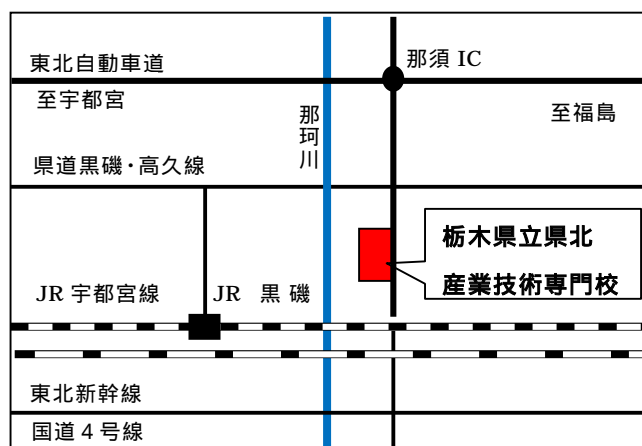 東北自動車道
那須 IC
至宇都宮
至福島
那珂川
県道黒磯・高久線
栃木県立県北
産業技術専門校
JR 宇都宮線
JR 黒磯
東北新幹線
国道４号線